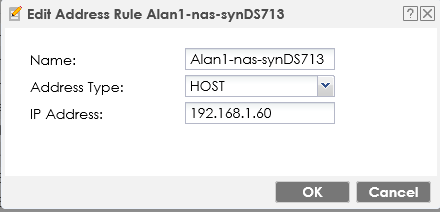 Edit Address Rule Alan1-nas-synDS713
Name: Alan1-nas-synDS713
Address Type: HOST
IP Address: 192.168.1.60
OK Cancel